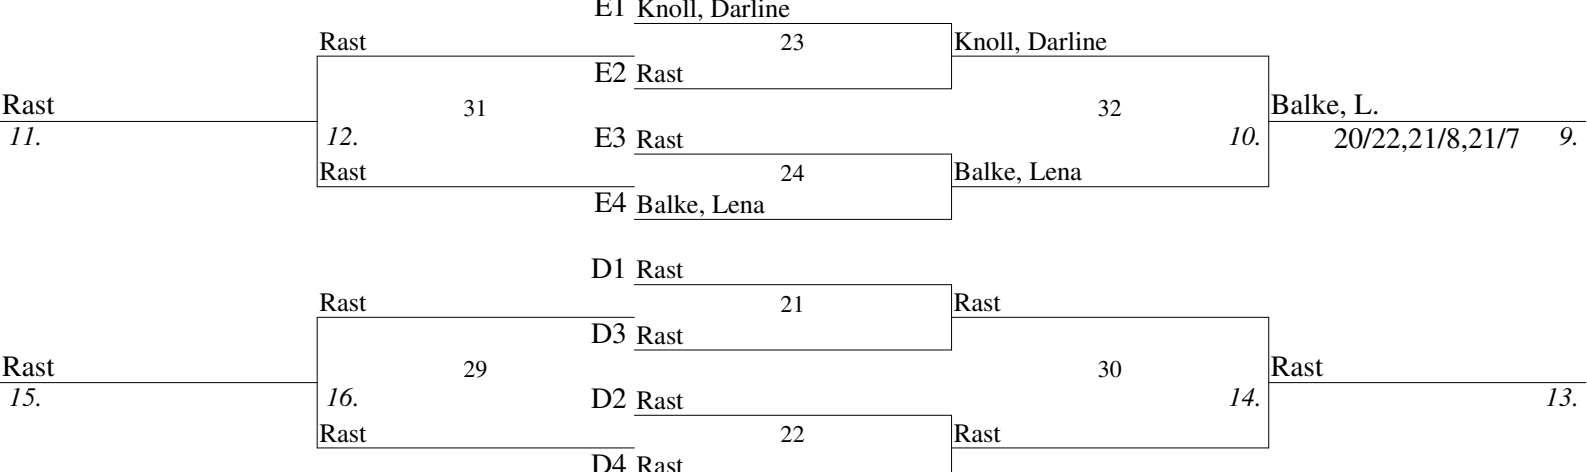 E1 Knoll, Darline
Rast 23 Knoll, Darline
E2 Rast
Rast 31 32 Balke, L.
11. 12. E3 Rast 10. 20/22,21/8,21/7 9.
Rast 24 Balke, Lena
E4 Balke, Lena
D1 Rast
Rast 21 Rast
D3 Rast
Rast 29 30 Rast
15. 16. D2 Rast 14. 13.
Rast 22 Rast
D4 Rast